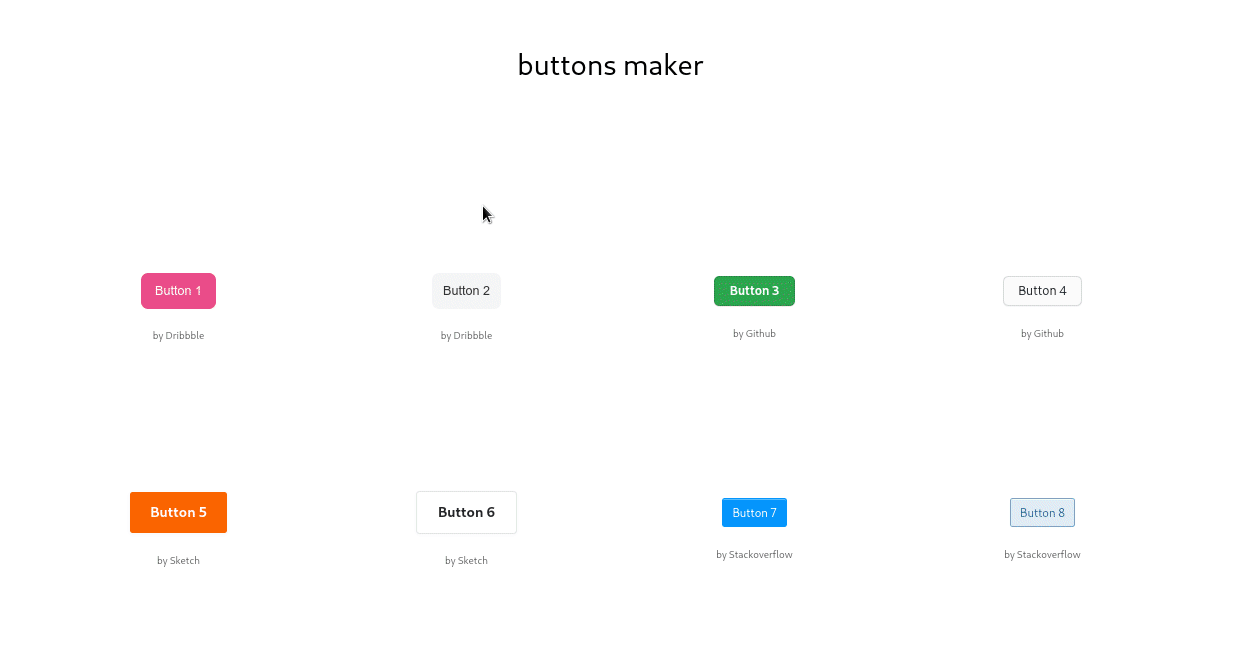 buttons maker
Button 1
Button 2
Button 3
Button 4
by Dribbble
by Dribbble
by Github
by Github
Button 5
Button 6
Button 7
Button 8
by Sketch
by Sketch
by Stackoverflow
by Stackoverflow